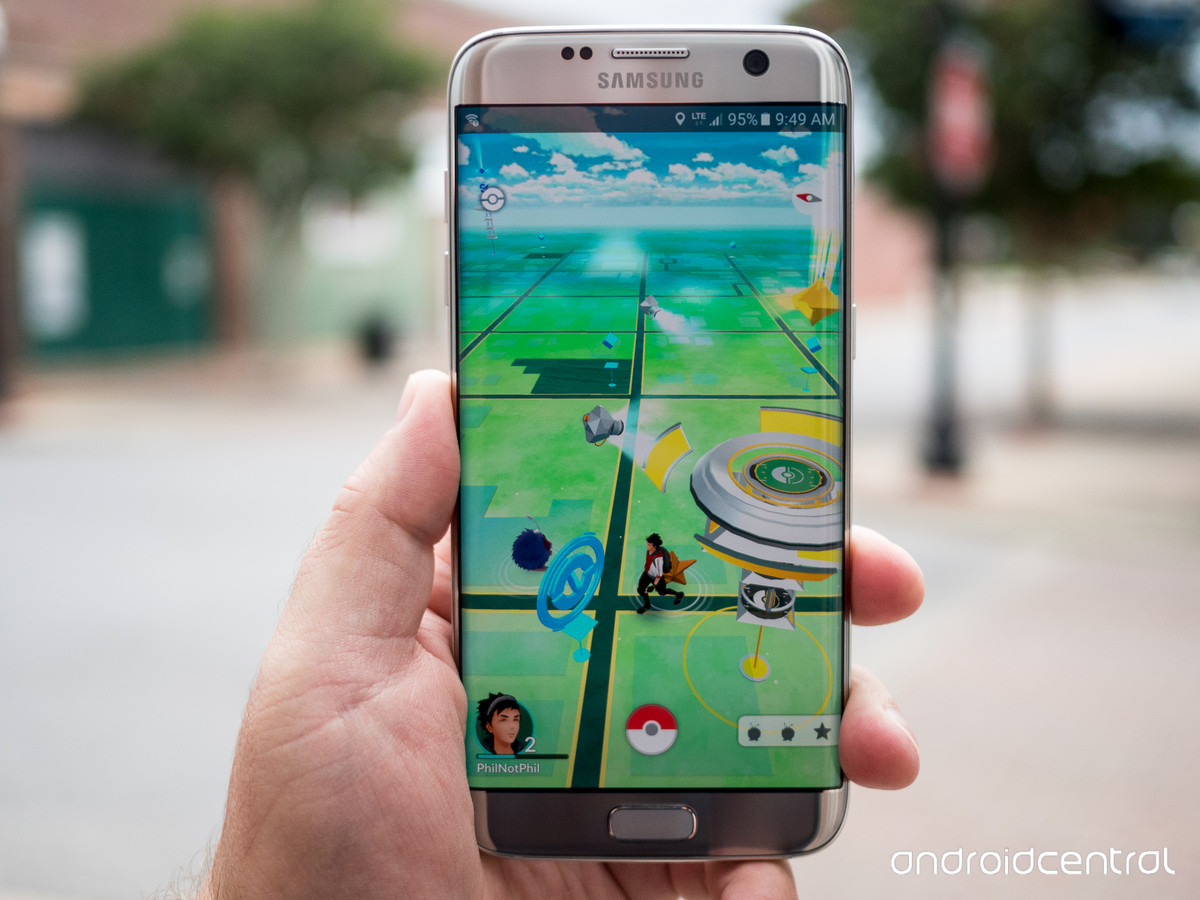 SAMSUNG
LTE 95% 9:49 AM
2
PhilNotPhil
androidcentral